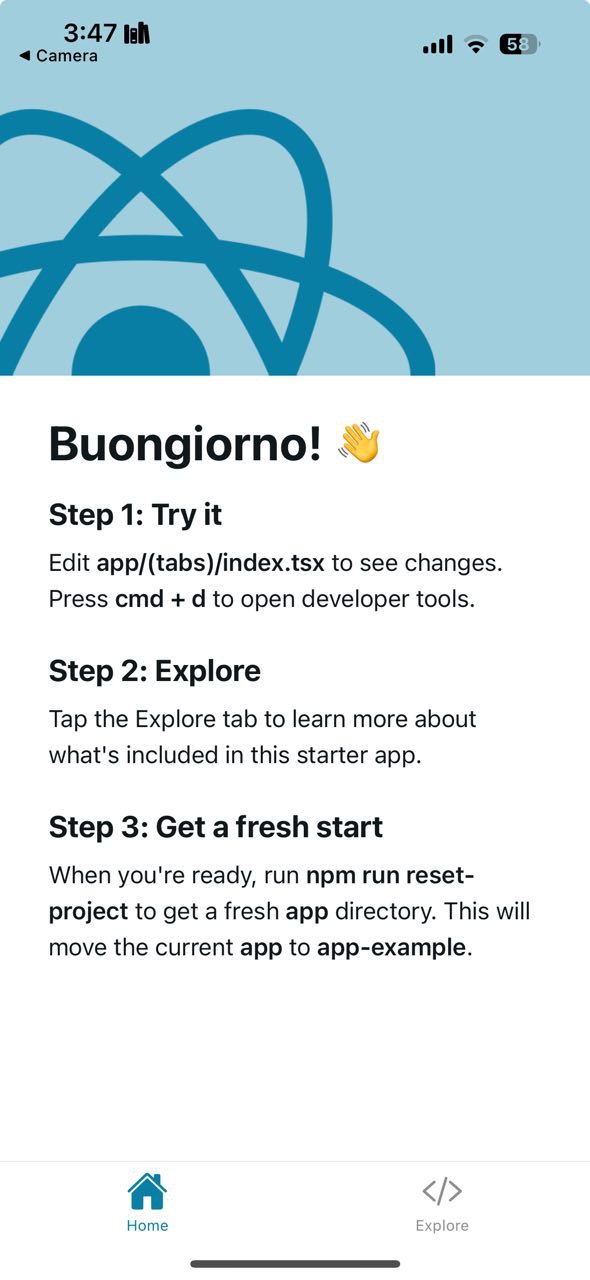 3:47
58
◀ Camera
Buongiorno! 👋
Step 1: Try it
Edit app/(tabs)/index.tsx to see changes.
Press cmd + d to open developer tools.
Step 2: Explore
Tap the Explore tab to learn more about
what's included in this starter app.
Step 3: Get a fresh start
When you're ready, run npm run reset-
project to get a fresh app directory. This will
move the current app to app-example.
Home
Explore